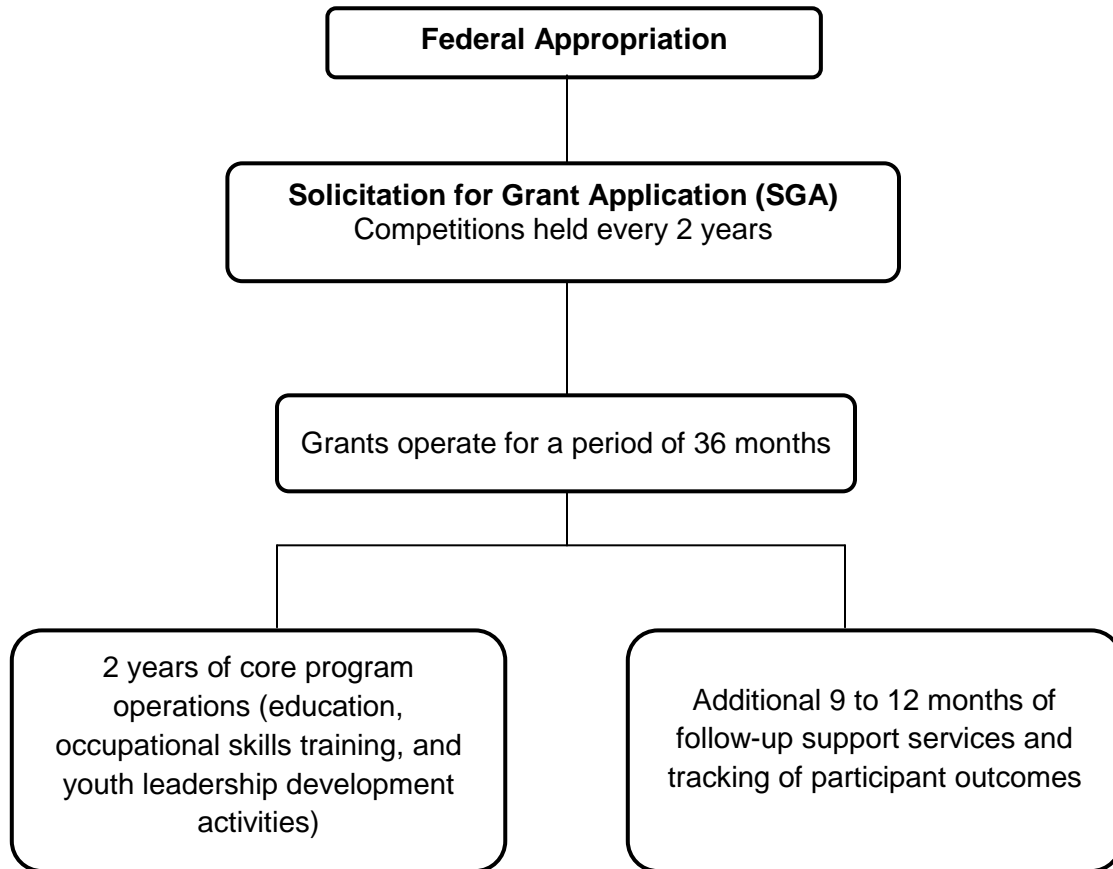 Federal Appropriation
Solicitation for Grant Application (SGA)
Competitions held every 2 years
Grants operate for a period of 36 months
2 years of core program
operations (education,
occupational skills training, and
youth leadership development
activities)
Additional 9 to 12 months of
follow-up support services and
tracking of participant outcomes